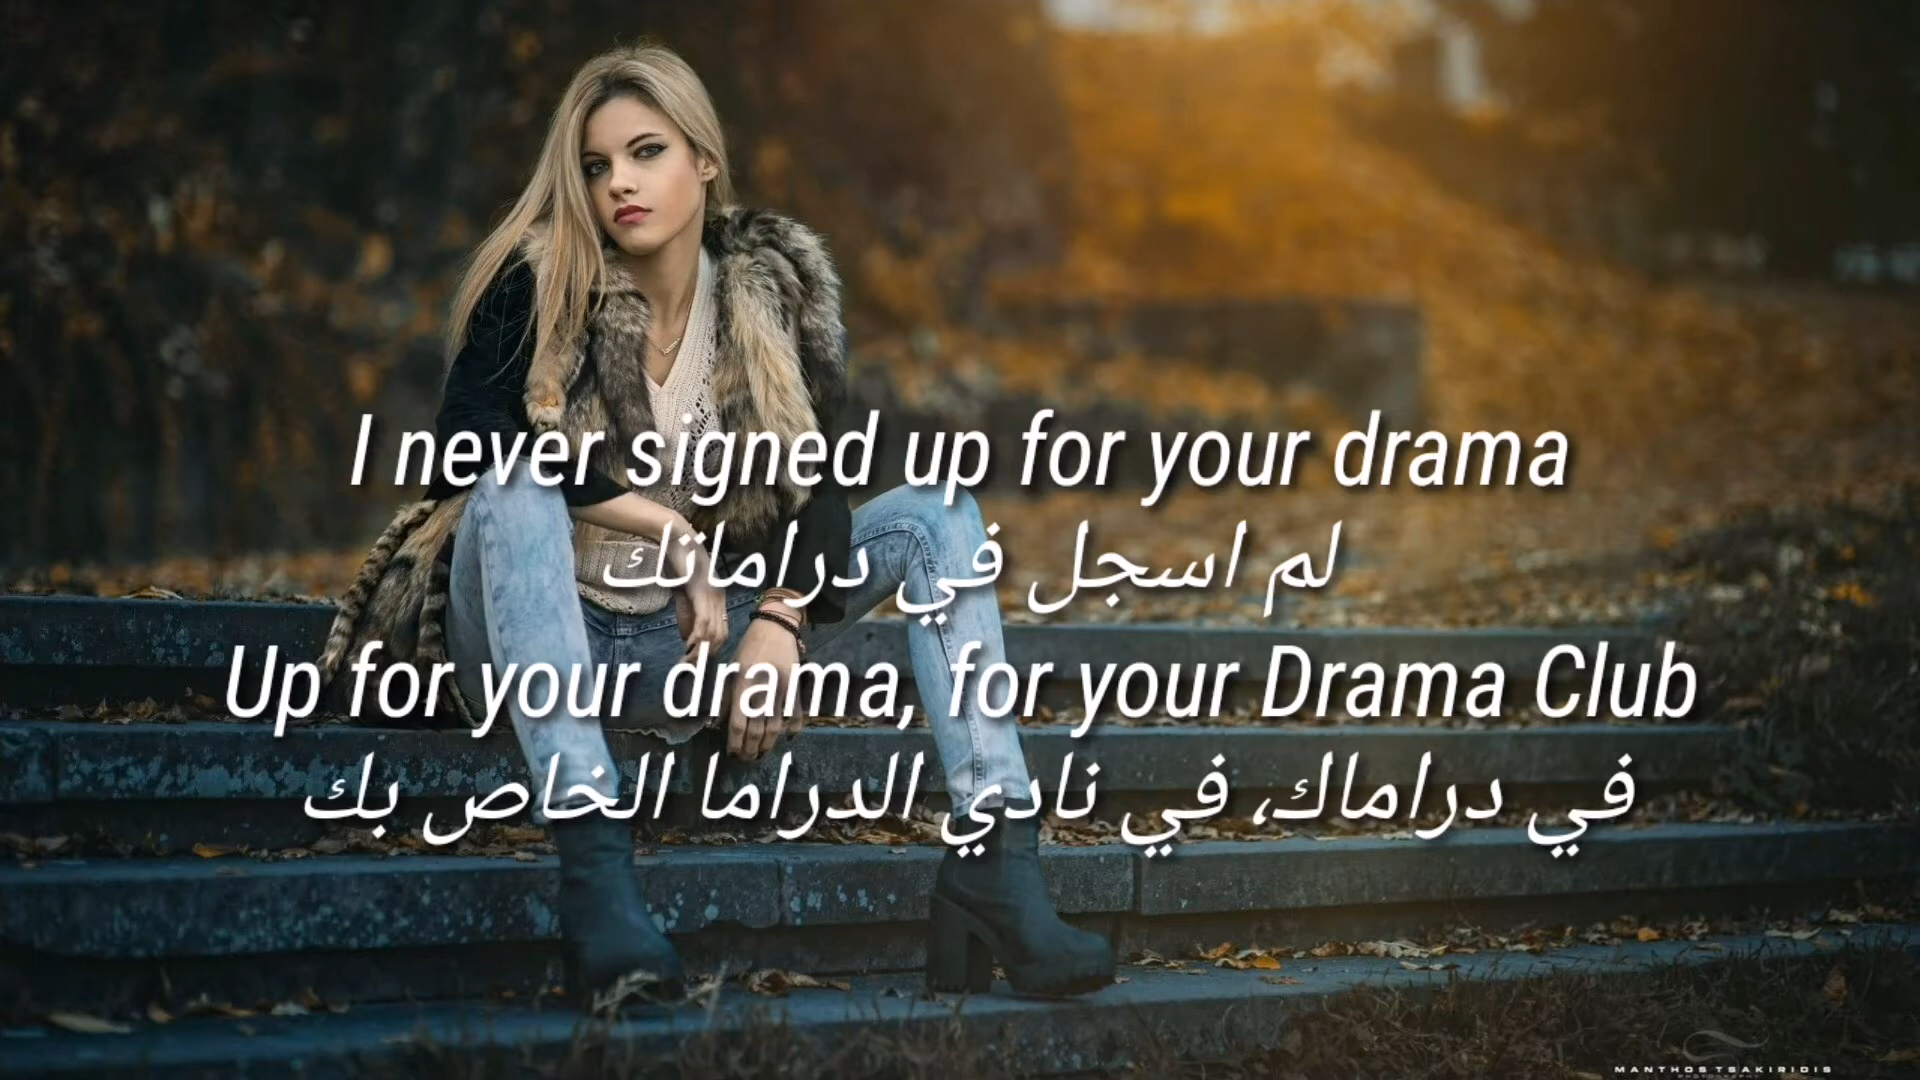 I never signed up for your drama
لم اسجل في دراماتك
Up for your drama, for your Drama Club
في دراماك، في نادي الدراما الخاص بك
MANTHOS TSAKIRIDIS
PHOTOGRAPHY